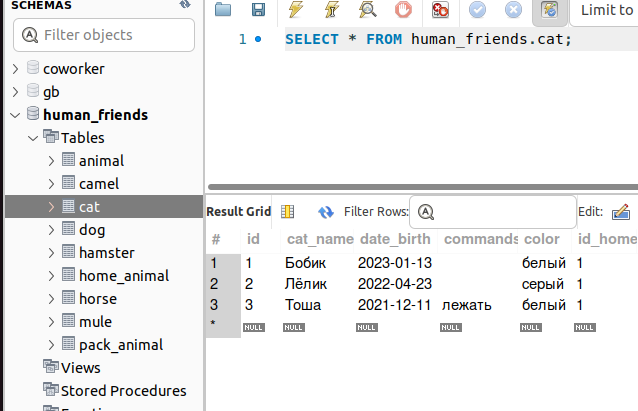 SCHEMAS
Filter objects
coworker
gb
human_friends
Tables
animal
camel
cat
dog
hamster
home_animal
horse
mule
pack_animal
Views
Stored Procedures
Limit to
1 SELECT * FROM human_friends.cat;
Result Grid Filter Rows: Edit:
# id cat_name date_birth commands color id_home
1 1 Бобик 2023-01-13 белый 1
2 2 Лёлик 2022-04-23 серый 1
3 3 Тоша 2021-12-11 лежать белый 1
* NULL NULL NULL NULL NULL NULL